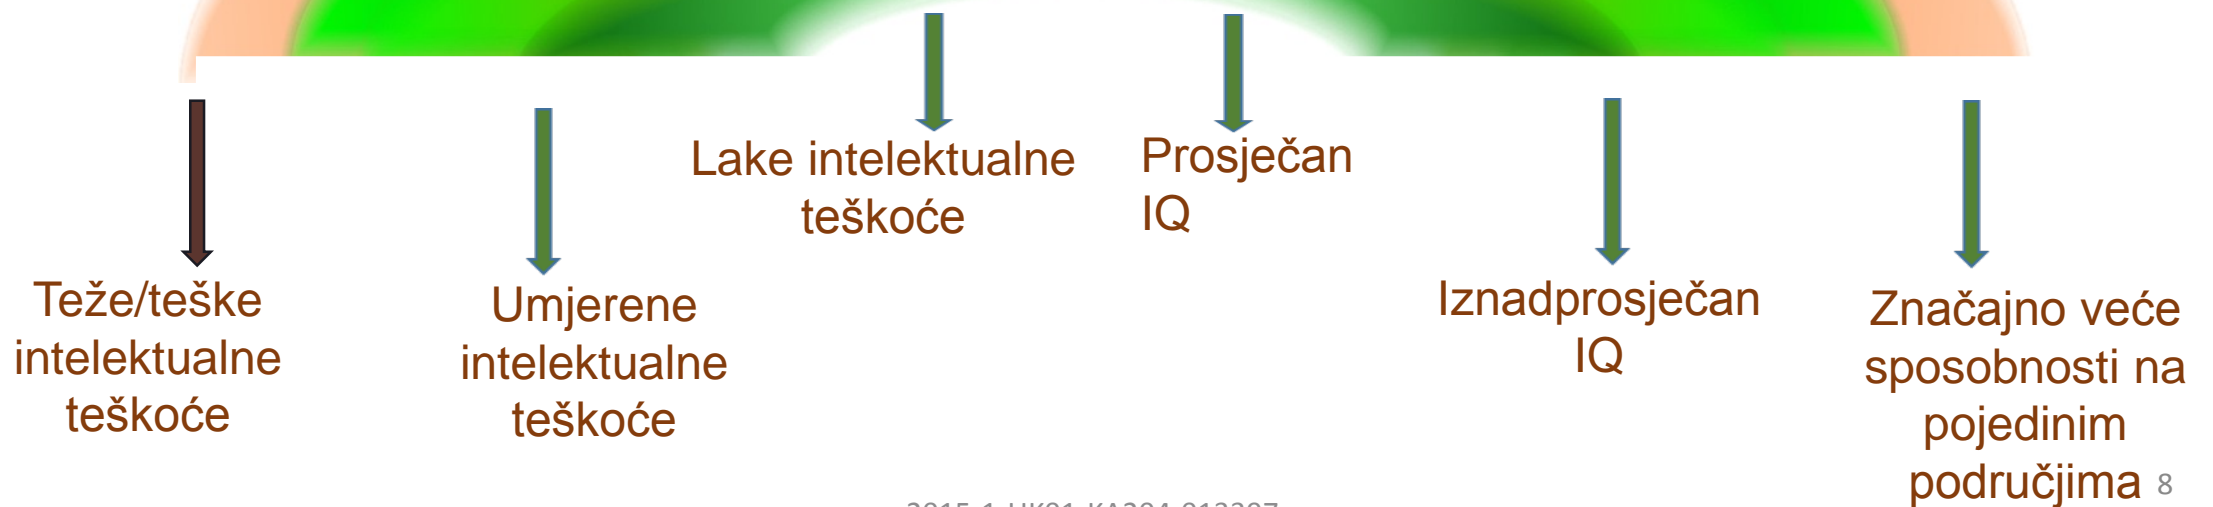 Teže/teške
intelektualne
teškoće
Umjerene
intelektualne
teškoće
Lake intelektualne
teškoće
Prosječan
IQ
Iznadprosječan
IQ
Značajno veće
sposobnosti na
pojedinim
područjima
8